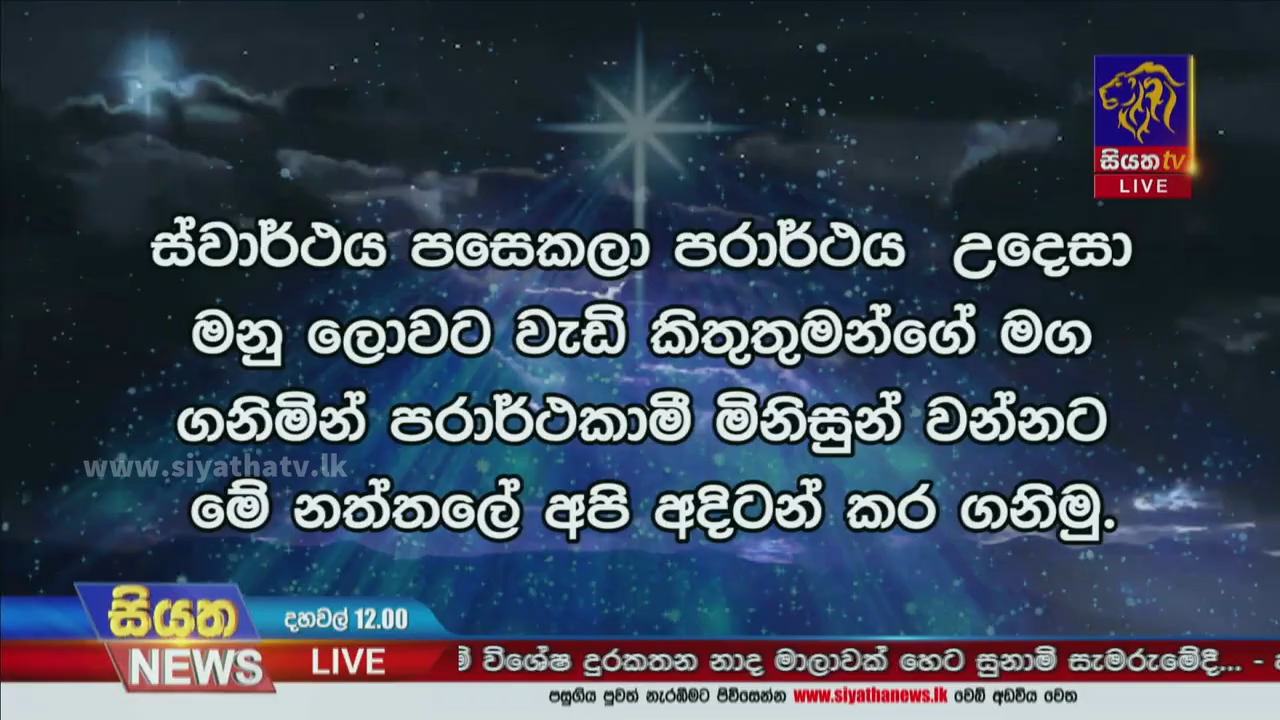 සියත tv
LIVE
ස්වාර්ථය පසෙකලා පරාර්ථය උදෙසා
මනු ලොවට වැඩි කිතුතුමන්ගේ මග
ගනිමින් පරාර්ථකාමී මිනිසුන් වන්නට
www.siyathatv.lk
මේ නත්තලේ අපි අදිටන් කර ගනිමු.
සියත
NEWS
දහවල් 12.00
LIVE
විශේෂ දුරකතන නාද මාලාවක් හෙට සුනාමි සැමරුමේදී... -
පසුගිය පුවත් නැරඹීමට පිවිසෙන්න www.siyathanews.lk වෙබ් අඩවිය වෙත